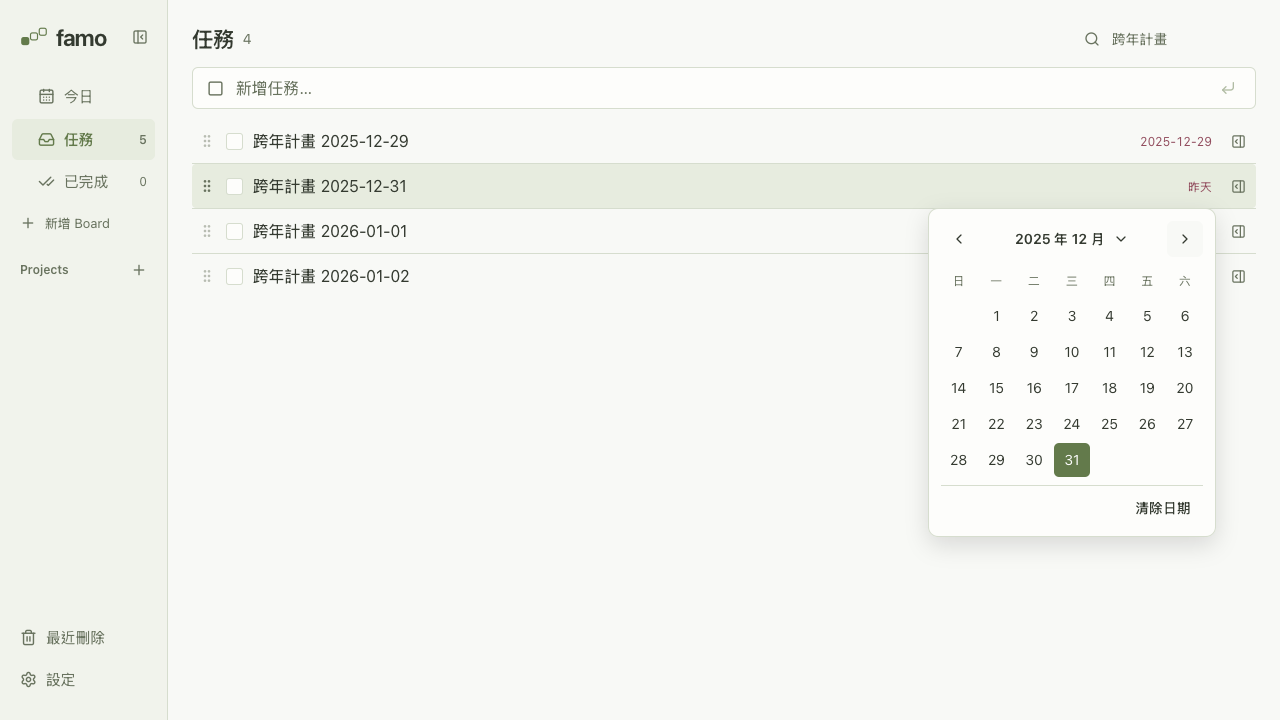 famo
今日
任務 5
已完成 0
新增 Board
Projects
最近刪除
設定
任務 4
跨年計畫
新增任務...
跨年計畫 2025-12-29 2025-12-29
跨年計畫 2025-12-31 昨天
跨年計畫 2026-01-01
跨年計畫 2026-01-02
2025 年 12 月
日 一 二 三 四 五 六
1 2 3 4 5 6
7 8 9 10 11 12 13
14 15 16 17 18 19 20
21 22 23 24 25 26 27
28 29 30 31
清除日期